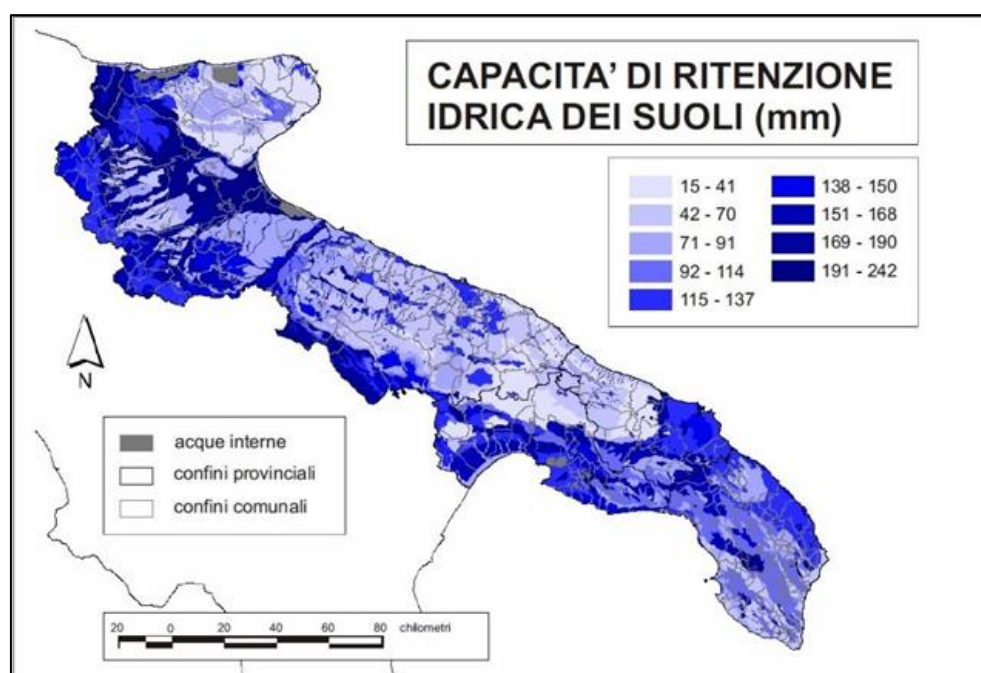 CAPACITA’ DI RITENZIONE
IDRICA DEI SUOLI (mm)
15 - 41
42 - 70
71 - 91
92 - 114
115 - 137
138 - 150
151 - 168
169 - 190
191 - 242
N
acque interne
confini provinciali
confini comunali
20 0 20 40 60 80 chilometri